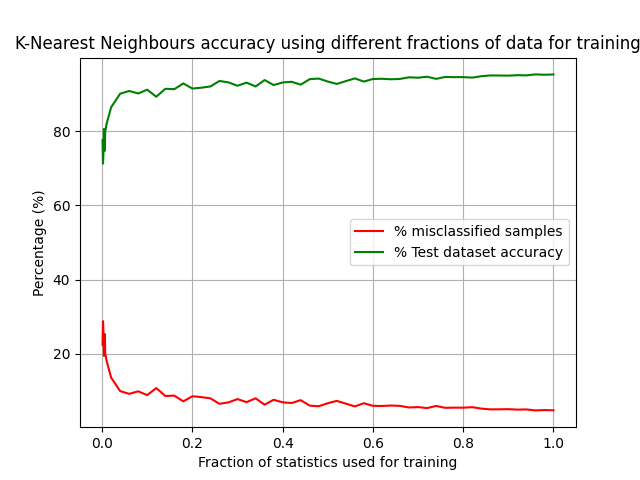 K-Nearest Neighbours accuracy using different fractions of data for training
80
60
40
20
Percentage (%)
% misclassified samples
% Test dataset accuracy
0.0 0.2 0.4 0.6 0.8 1.0
Fraction of statistics used for training